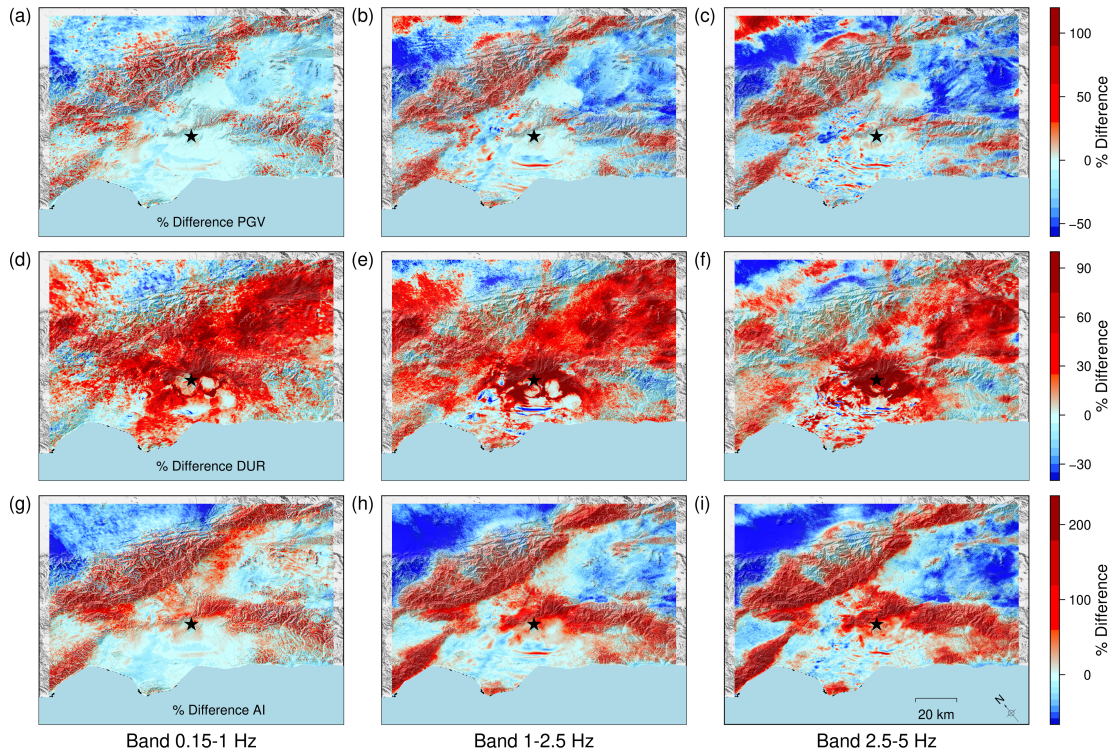 (a)
(b)
(c)
% Difference PGV
100
50
0
−50
% Difference
(d)
(e)
(f)
% Difference DUR
90
60
30
0
−30
% Difference
(g)
(h)
(i)
% Difference AI
20 km
N
200
100
0
% Difference
Band 0.15-1 Hz
Band 1-2.5 Hz
Band 2.5-5 Hz